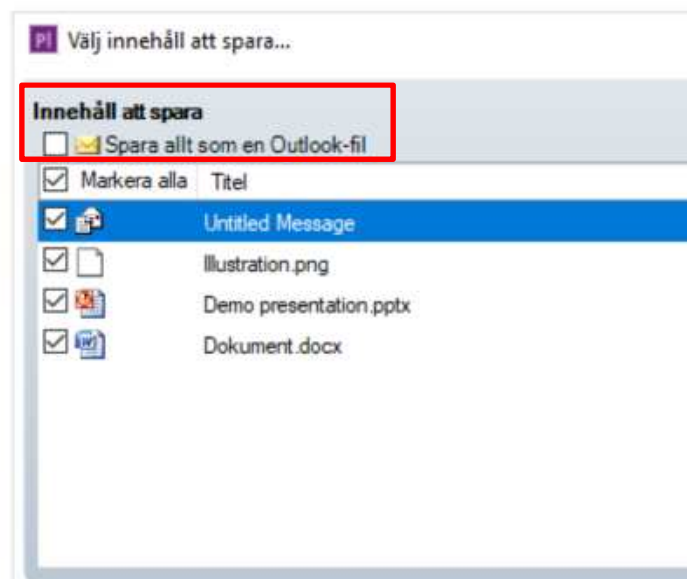 Pl Välj innehåll att spara...
Innehåll att spara
Spara allt som en Outlook-fil
Markera alla Titel
Untitled Message
Illustration.png
Demo presentation.pptx
Dokument.docx